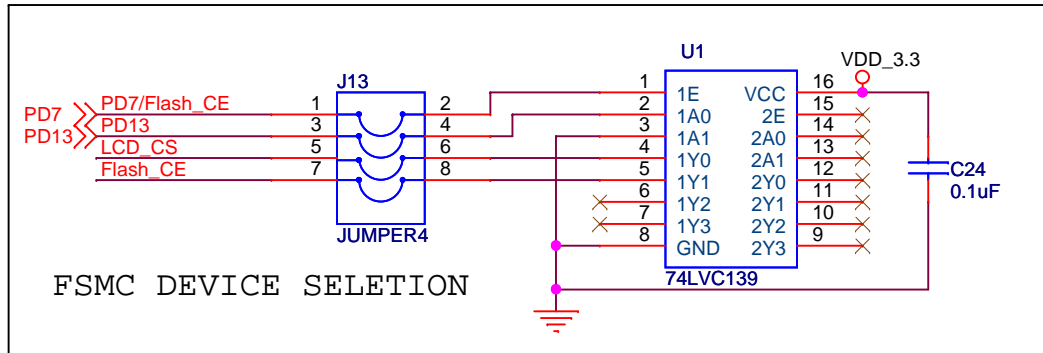 U1
VDD_3.3
J13
PD7 PD7/Flash_CE 1 2
PD13 PD13 3 4
LCD_CS 5 6
Flash_CE 7 8
JUMPER4
1 1E VCC 16
2 1A0 2E 15
3 1A1 2A0 14
4 1Y0 2A1 13
5 1Y1 2Y0 12
6 1Y2 2Y1 11
7 1Y3 2Y2 10
8 GND 2Y3 9
74LVC139
C24
0.1uF
FSMC DEVICE SELETION